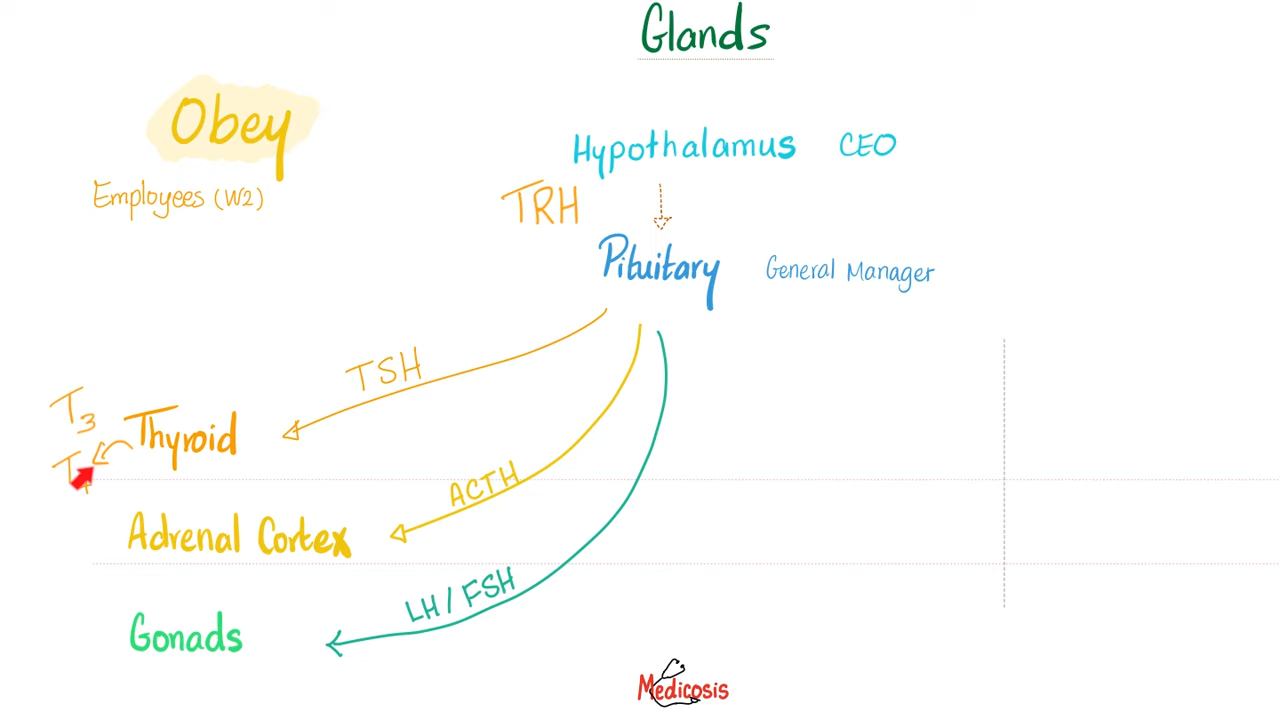 Glands
Obey
Hypothalamus CEO
Employees (W2)
TRH
Pituitary General Manager
TSH
T3
Thyroid
ACTH
Adrenal Cortex
LH / FSH
Gonads
Medicosis